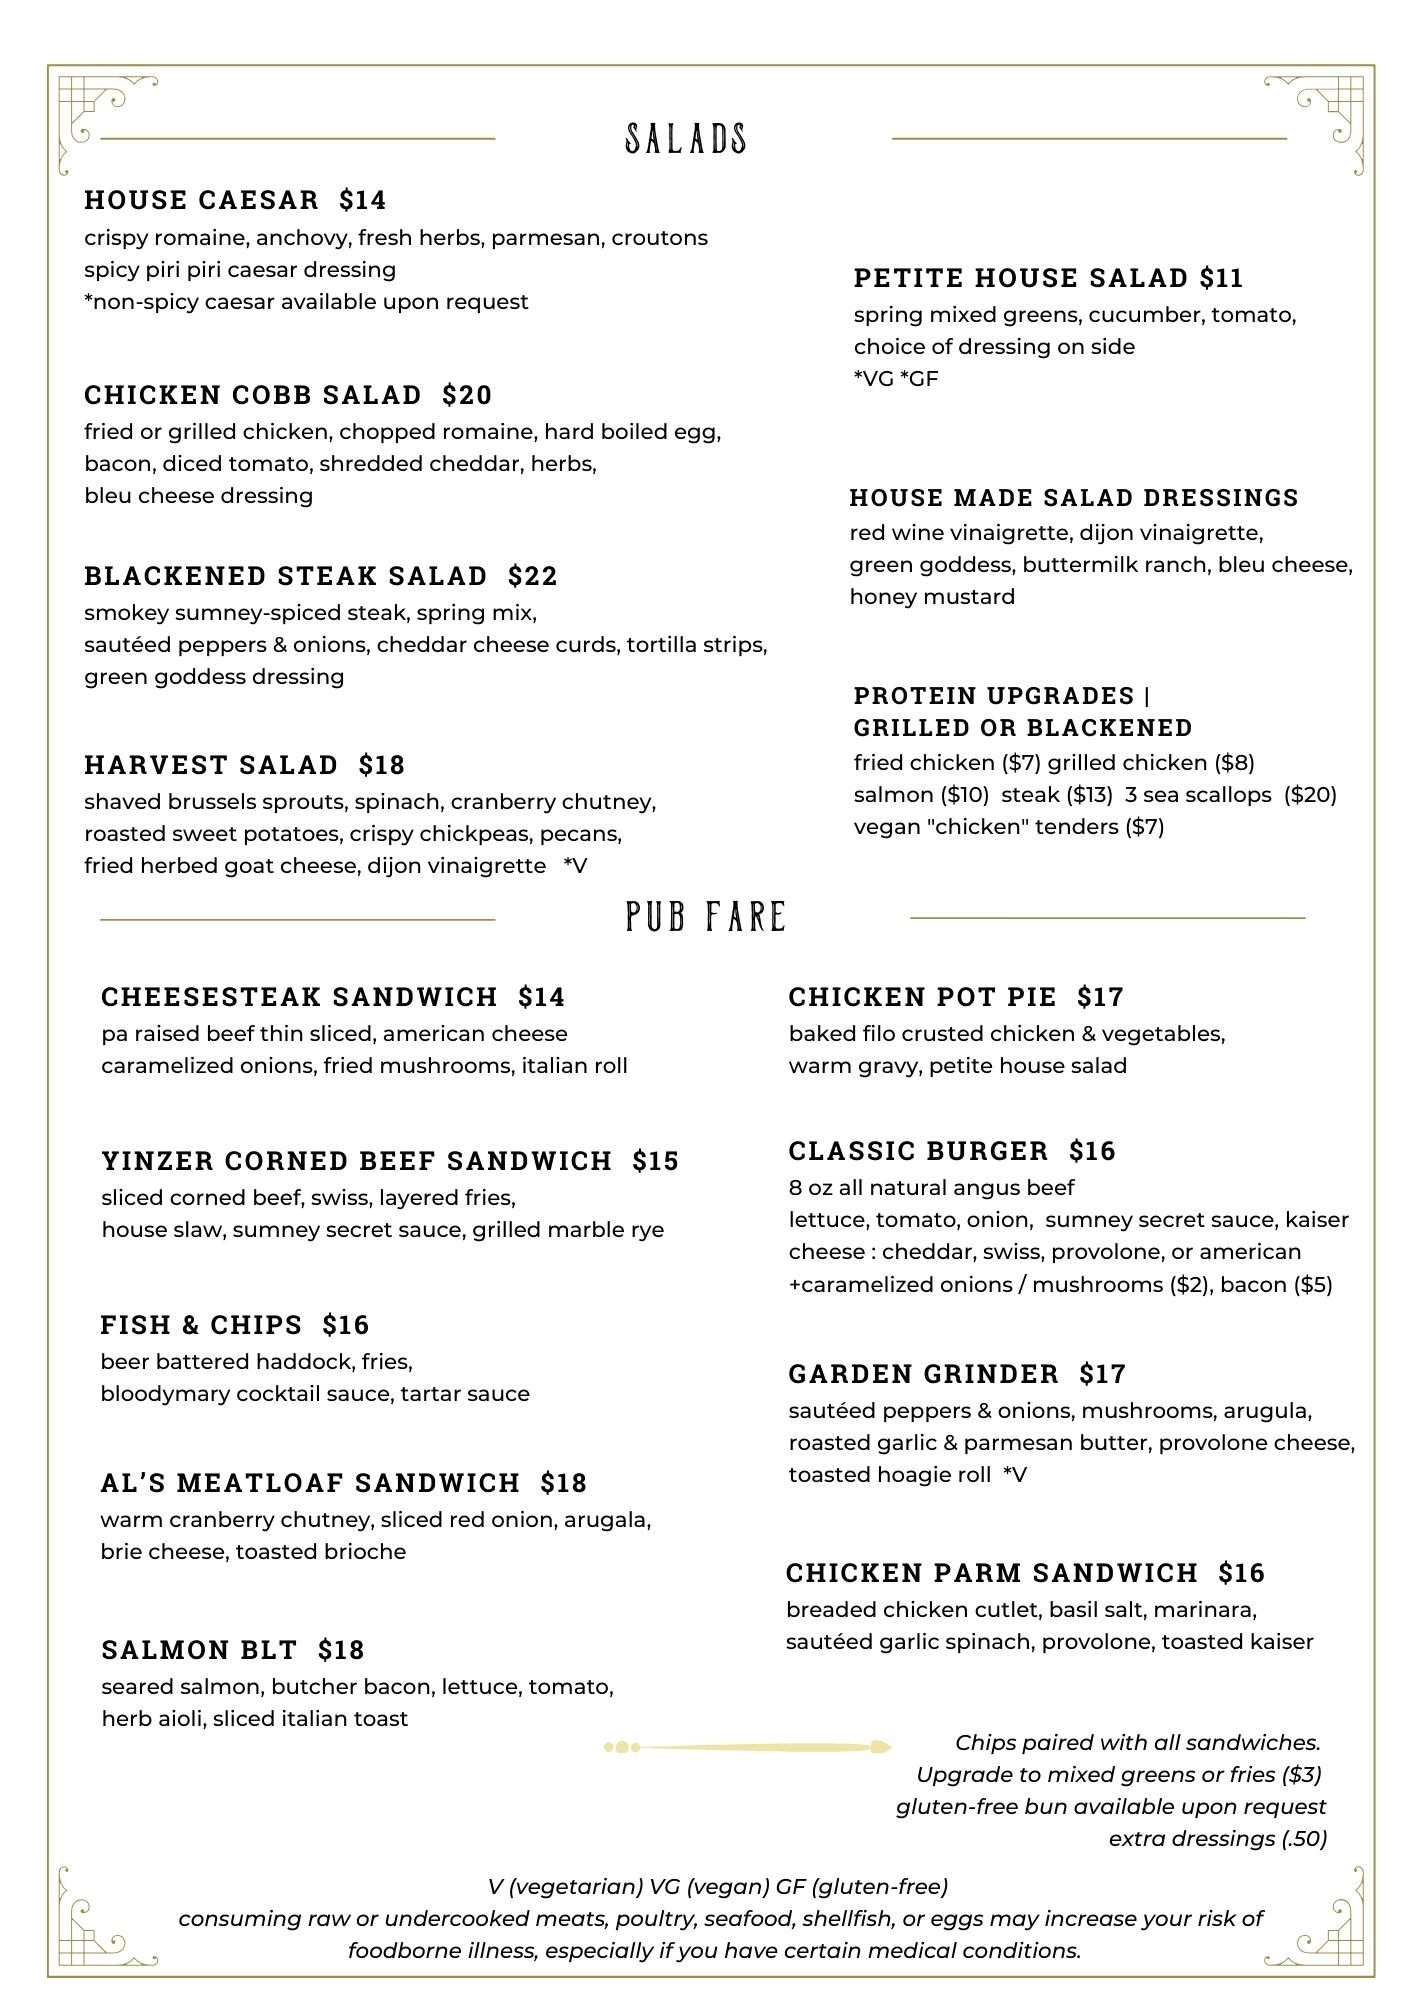 SALADS
HOUSE CAESAR  $14
crispy romaine, anchovy, fresh herbs, parmesan, croutons
spicy piri piri caesar dressing
*non-spicy caesar available upon request
CHICKEN COBB SALAD  $20
fried or grilled chicken, chopped romaine, hard boiled egg,
bacon, diced tomato, shredded cheddar, herbs,
bleu cheese dressing
BLACKENED STEAK SALAD  $22
smokey sumney-spiced steak, spring mix,
sautéed peppers & onions, cheddar cheese curds, tortilla strips,
green goddess dressing
HARVEST SALAD  $18
shaved brussels sprouts, spinach, cranberry chutney,
roasted sweet potatoes, crispy chickpeas, pecans,
fried herbed goat cheese, dijon vinaigrette   *V
PETITE HOUSE SALAD $11
spring mixed greens, cucumber, tomato,
choice of dressing on side
*VG *GF
HOUSE MADE SALAD DRESSINGS
red wine vinaigrette, dijon vinaigrette,
green goddess, buttermilk ranch, bleu cheese,
honey mustard
PROTEIN UPGRADES |
GRILLED OR BLACKENED
fried chicken ($7) grilled chicken ($8)
salmon ($10)  steak ($13)  3 sea scallops  ($20)
vegan "chicken" tenders ($7)
PUB FARE
CHEESESTEAK SANDWICH  $14
pa raised beef thin sliced, american cheese
caramelized onions, fried mushrooms, italian roll
YINZER CORNED BEEF SANDWICH  $15
sliced corned beef, swiss, layered fries,
house slaw, sumney secret sauce, grilled marble rye
FISH & CHIPS  $16
beer battered haddock, fries,
bloodymary cocktail sauce, tartar sauce
AL'S MEATLOAF SANDWICH  $18
warm cranberry chutney, sliced red onion, arugala,
brie cheese, toasted brioche
SALMON BLT  $18
seared salmon, butcher bacon, lettuce, tomato,
herb aioli, sliced italian toast
CHICKEN POT PIE  $17
baked filo crusted chicken & vegetables,
warm gravy, petite house salad
CLASSIC BURGER  $16
8 oz all natural angus beef
lettuce, tomato, onion,  sumney secret sauce, kaiser
cheese : cheddar, swiss, provolone, or american
+caramelized onions / mushrooms ($2), bacon ($5)
GARDEN GRINDER  $17
sautéed peppers & onions, mushrooms, arugula,
roasted garlic & parmesan butter, provolone cheese,
toasted hoagie roll  *V
CHICKEN PARM SANDWICH  $16
breaded chicken cutlet, basil salt, marinara,
sautéed garlic spinach, provolone, toasted kaiser
Chips paired with all sandwiches.
Upgrade to mixed greens or fries ($3)
gluten-free bun available upon request
extra dressings (.50)
V (vegetarian) VG (vegan) GF (gluten-free)
consuming raw or undercooked meats, poultry, seafood, shellfish, or eggs may increase your risk of
foodborne illness, especially if you have certain medical conditions.